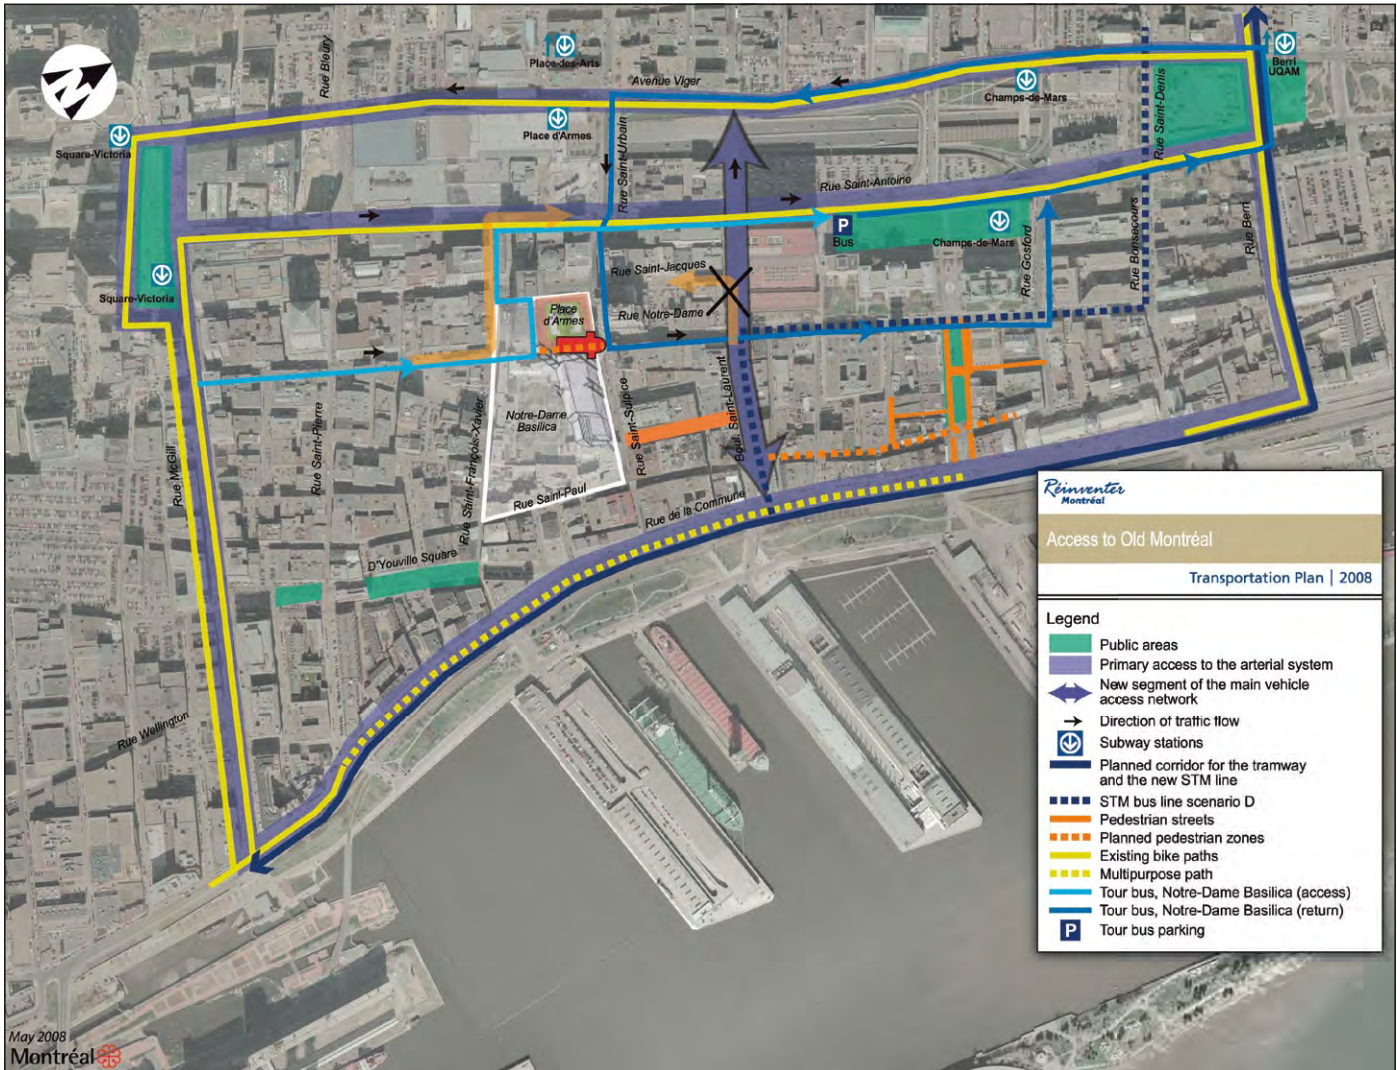 Rue Bleury
Place-des-Arts
Avenue Viger
Berri
UQAM
Champs-de-Mars
Rue Saint-Denis
Place d'Armes
Rue Saint-Urbain
Square-Victoria
Rue Saint-Antoine
P
Bus
Champs-de-Mars
Rue Gosford
Rue Bonsecours
Rue Berri
Rue Saint-Jacques
Square-Victoria
Place
d'Armes
Rue Notre-Dame
Notre-Dame
Basilica
Rue Saint-Sulpice
Boul. Saint-Laurent
Rue McGill
Rue Saint-Pierre
Rue Saint-François-Xavier
Rue Saint-Paul
Rue de la Commune
D'Youville Square
Rue Wellington
Réinventer
Montréal
Access to Old Montréal
Transportation Plan | 2008
Legend
Public areas
Primary access to the arterial system
New segment of the main vehicle
access network
Direction of traffic flow
Subway stations
Planned corridor for the tramway
and the new STM line
STM bus line scenario D
Pedestrian streets
Planned pedestrian zones
Existing bike paths
Multipurpose path
Tour bus, Notre-Dame Basilica (access)
Tour bus, Notre-Dame Basilica (return)
P Tour bus parking
May 2008
Montréal